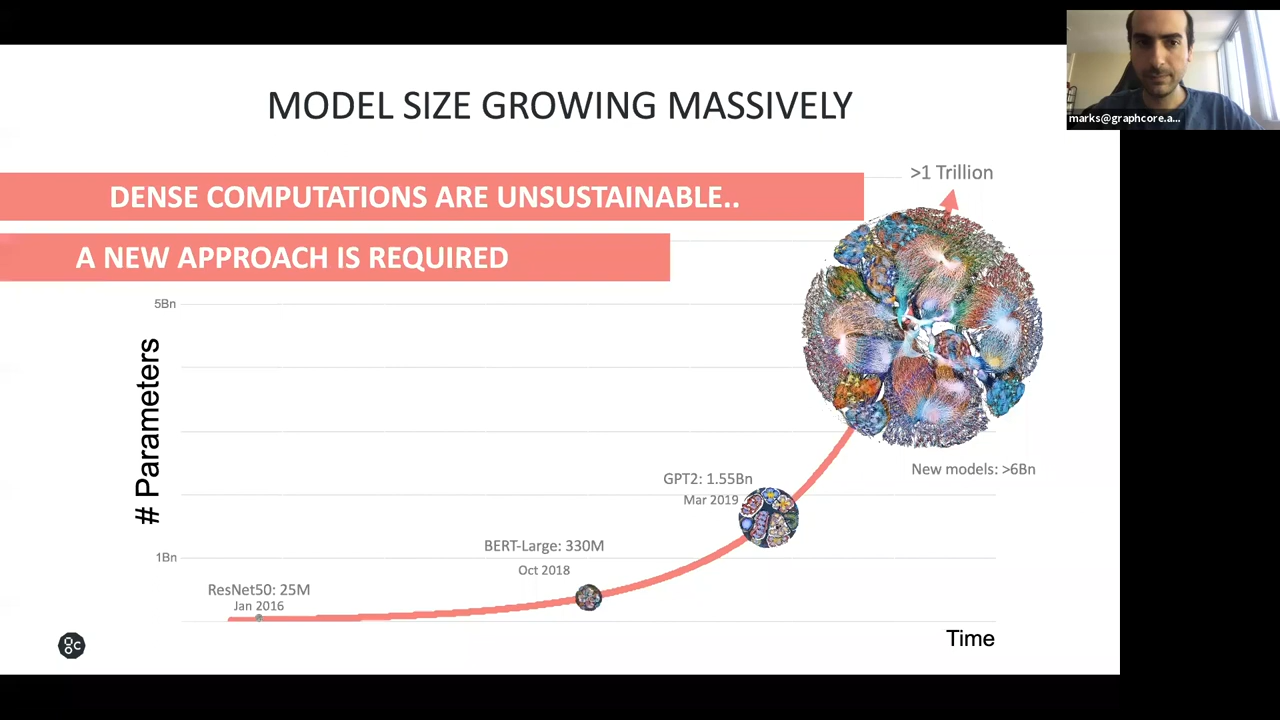 marks@graphcore.a...
MODEL SIZE GROWING MASSIVELY
>1 Trillion
DENSE COMPUTATIONS ARE UNSUSTAINABLE..
A NEW APPROACH IS REQUIRED
5Bn
# Parameters
New models: >6Bn
GPT2: 1.55Bn
Mar 2019
BERT-Large: 330M
1Bn
Oct 2018
ResNet50: 25M
Jan 2016
Time
gc